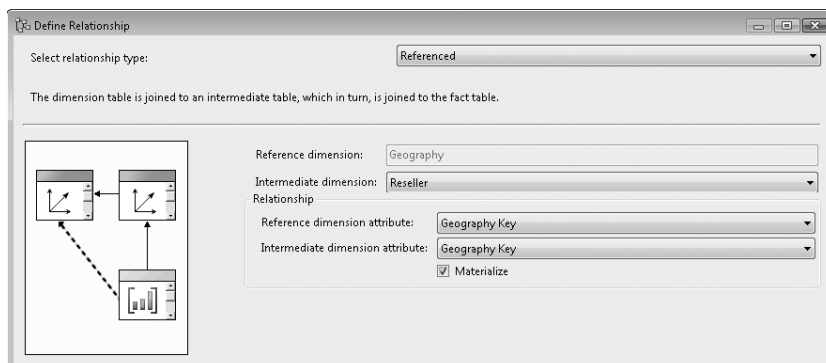 Define Relationship
Select relationship type: Referenced
The dimension table is joined to an intermediate table, which in turn, is joined to the fact table.
Reference dimension: Geography
Intermediate dimension: Reseller
Relationship
Reference dimension attribute: Geography Key
Intermediate dimension attribute: Geography Key
Materialize